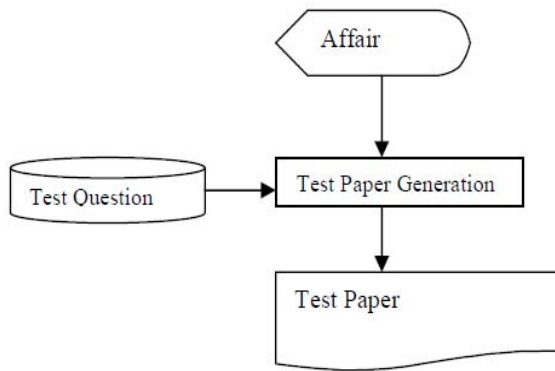 Affair
Test Question
Test Paper Generation
Test Paper